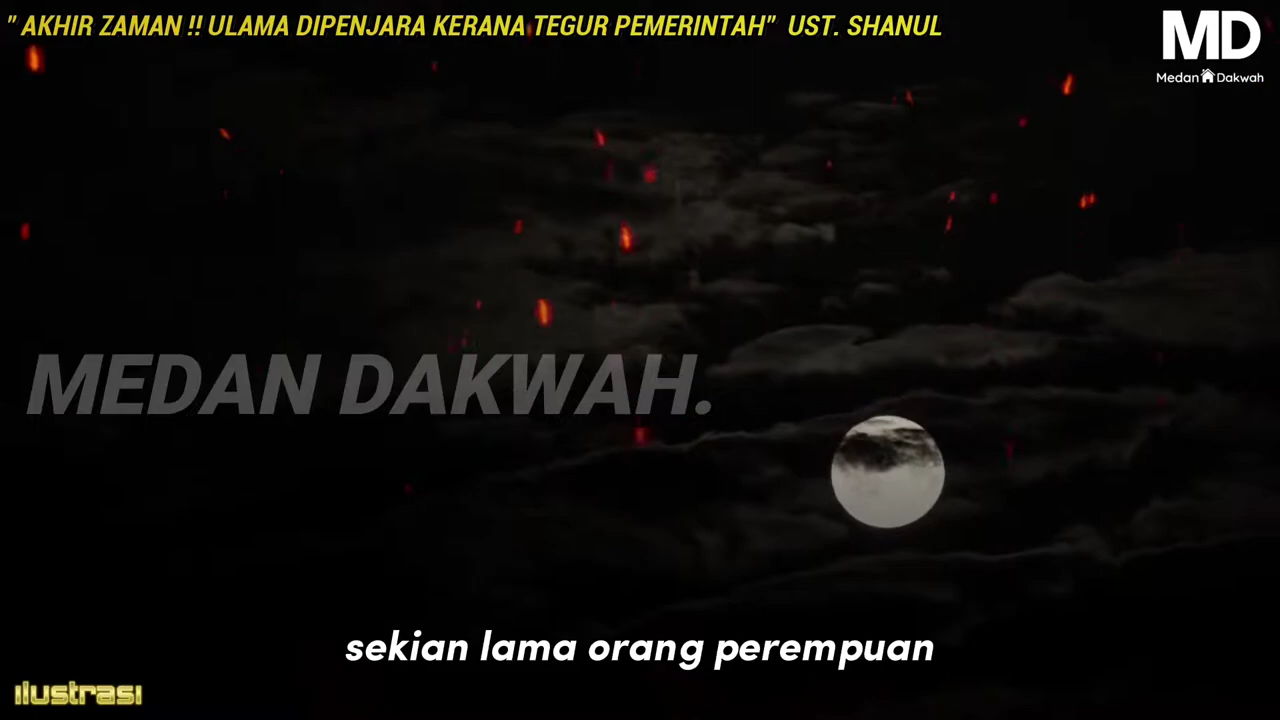 " AKHIR ZAMAN !! ULAMA DIPENJARA KERANA TEGUR PEMERINTAH" UST. SHANUL
MD
Medan Dakwah
MEDAN DAKWAH.
sekian lama orang perempuan
ilustrasi